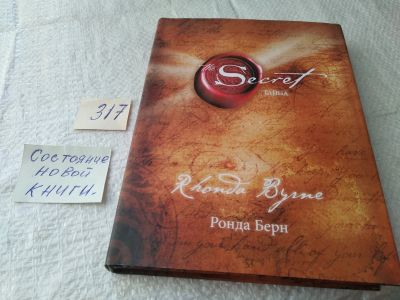 The
Secret
ТАЙНА
317
Состояние
новой
книги.
Rhonda Byrne
Ронда Берн